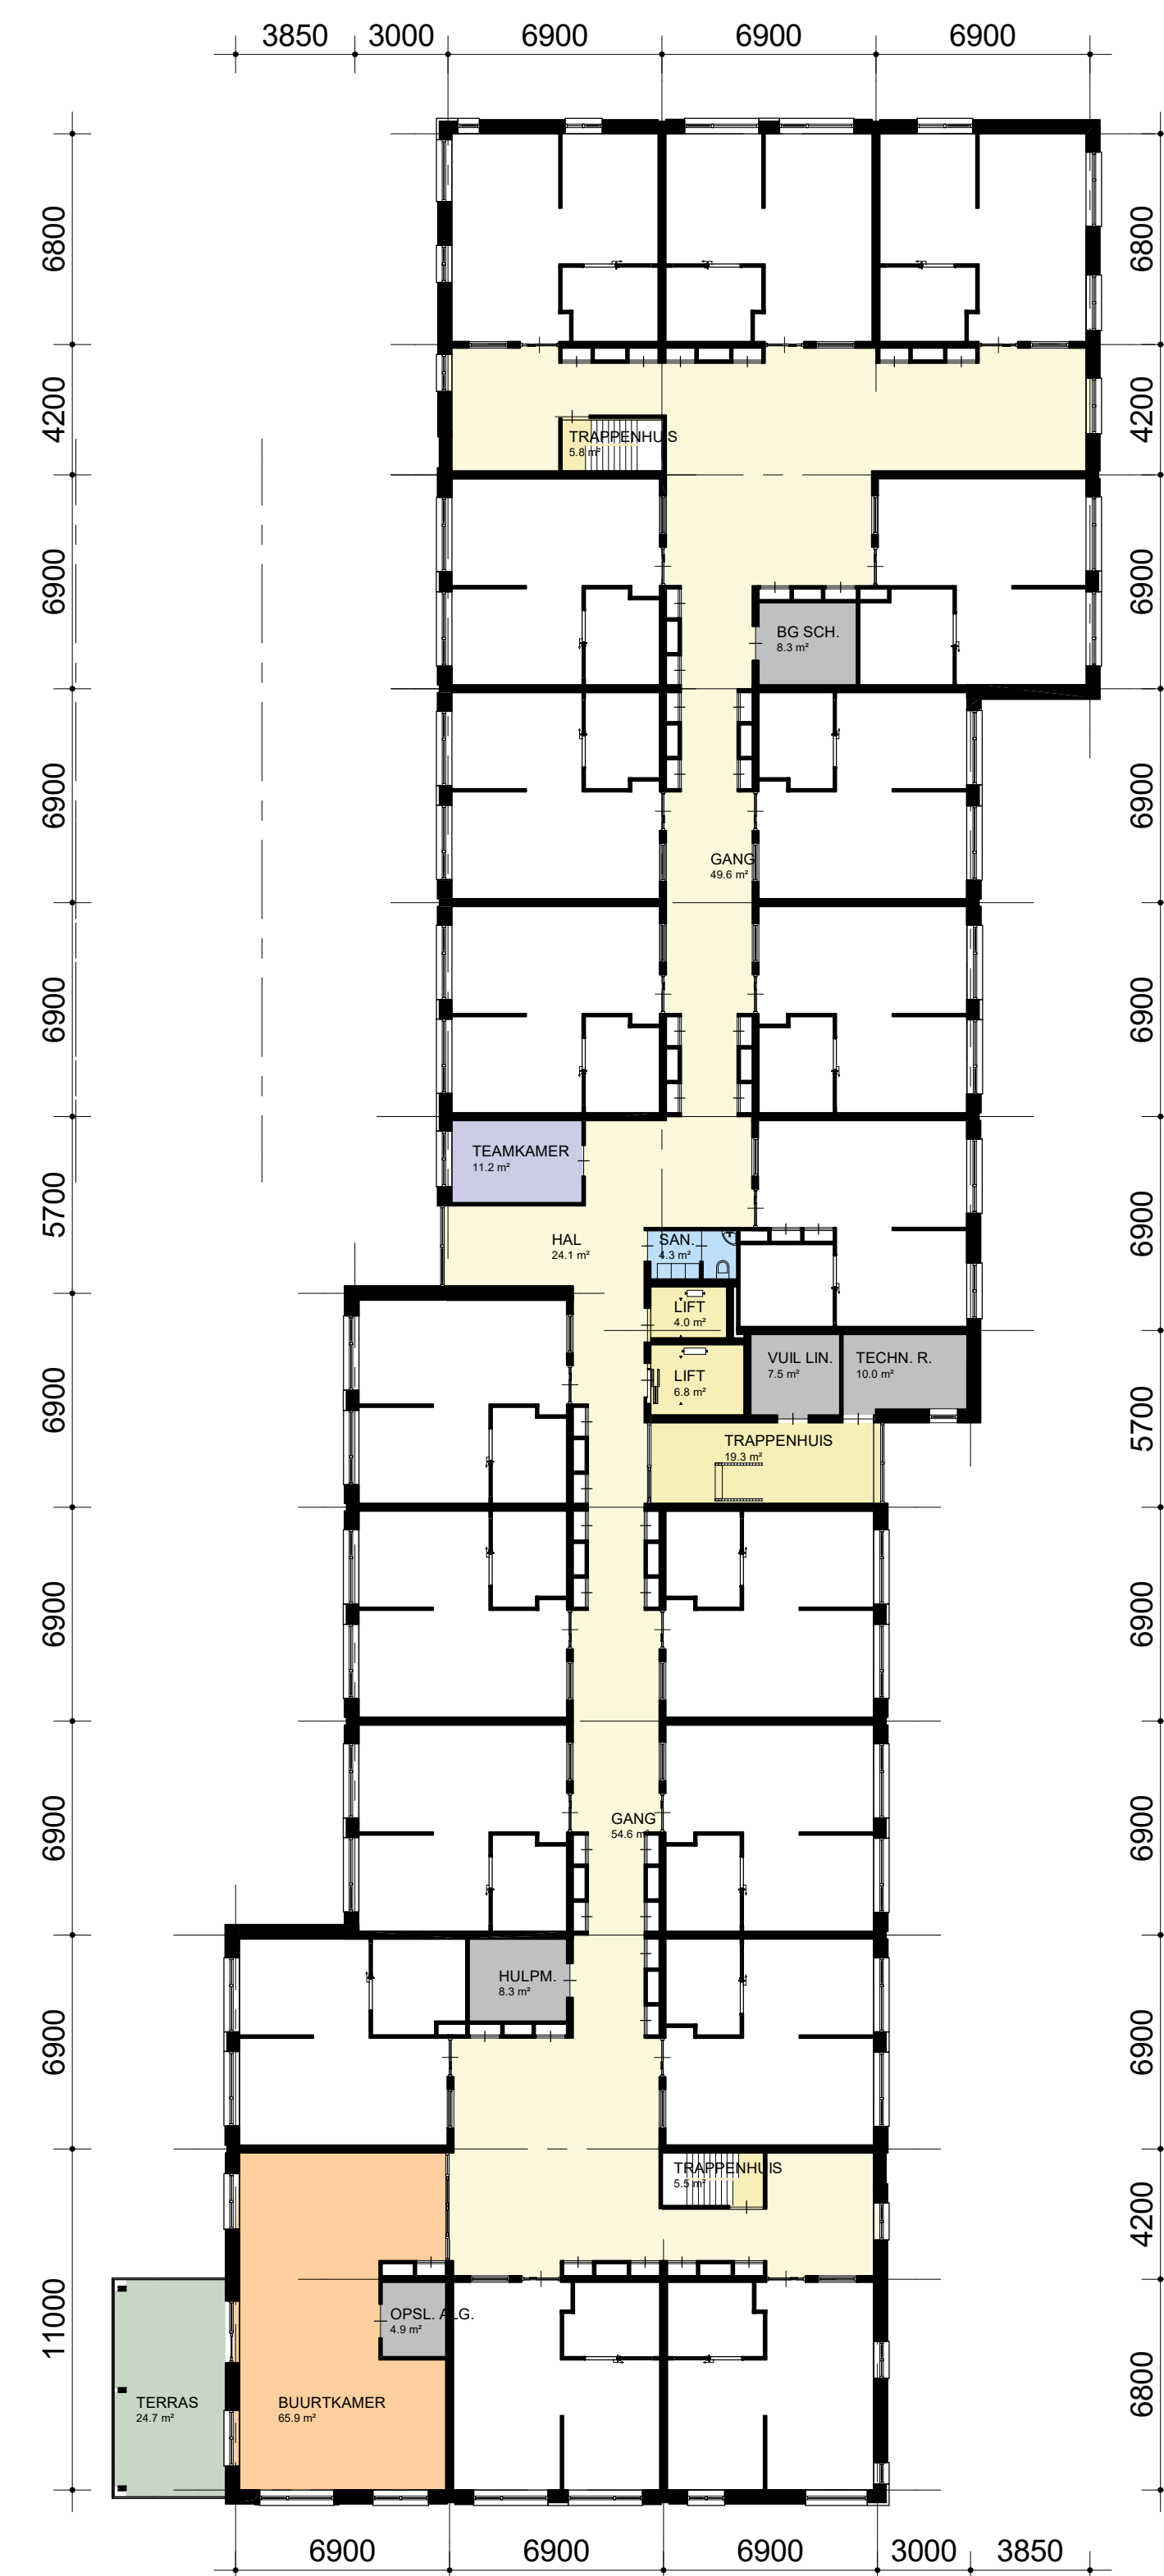 3850 3000 6900 6900 6900
6800 6800
4200 4200
TRAPPENHUIS
5.8 m²
6900 6900
BG SCH.
8.3 m²
6900 6900
GANG
49.6 m²
6900 6900
TEAMKAMER
11.2 m²
5700 6900
HAL
24.1 m²
SAN.
4.3 m²
LIFT
4.0 m²
VUIL LIN.
7.5 m²
TECHN. R.
10.0 m²
LIFT
6.8 m²
6900 5700
TRAPPENHUIS
19.3 m²
6900 6900
GANG
54.6 m²
6900 6900
HULPM.
8.3 m²
6900 6900
TRAPPENHUIS
5.5 m²
4200
OPSL. ALG.
4.9 m²
11000
TERRAS
24.7 m²
BUURTKAMER
65.9 m²
6800
6900 6900 6900 3000 3850